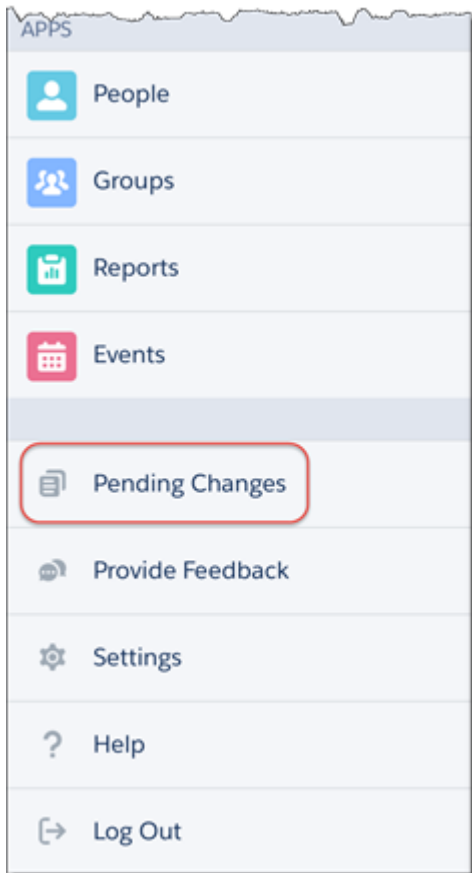 APPS
People
Groups
Reports
Events
Pending Changes
Provide Feedback
Settings
Help
Log Out